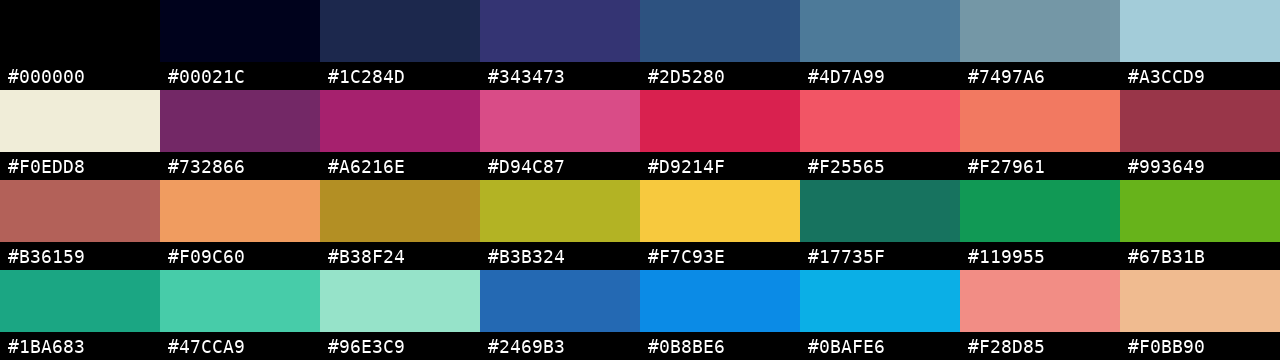 #000000 #00021C #1C284D #343473 #2D5280 #4D7A99 #7497A6 #A3CCD9
#F0EDD8 #732866 #A6216E #D94C87 #D9214F #F25565 #F27961 #993649
#B36159 #F09C60 #B38F24 #B3B324 #F7C93E #17735F #119955 #67B31B
#1BA683 #47CCA9 #96E3C9 #2469B3 #0B8BE6 #0BAFE6 #F28D85 #F0BB90